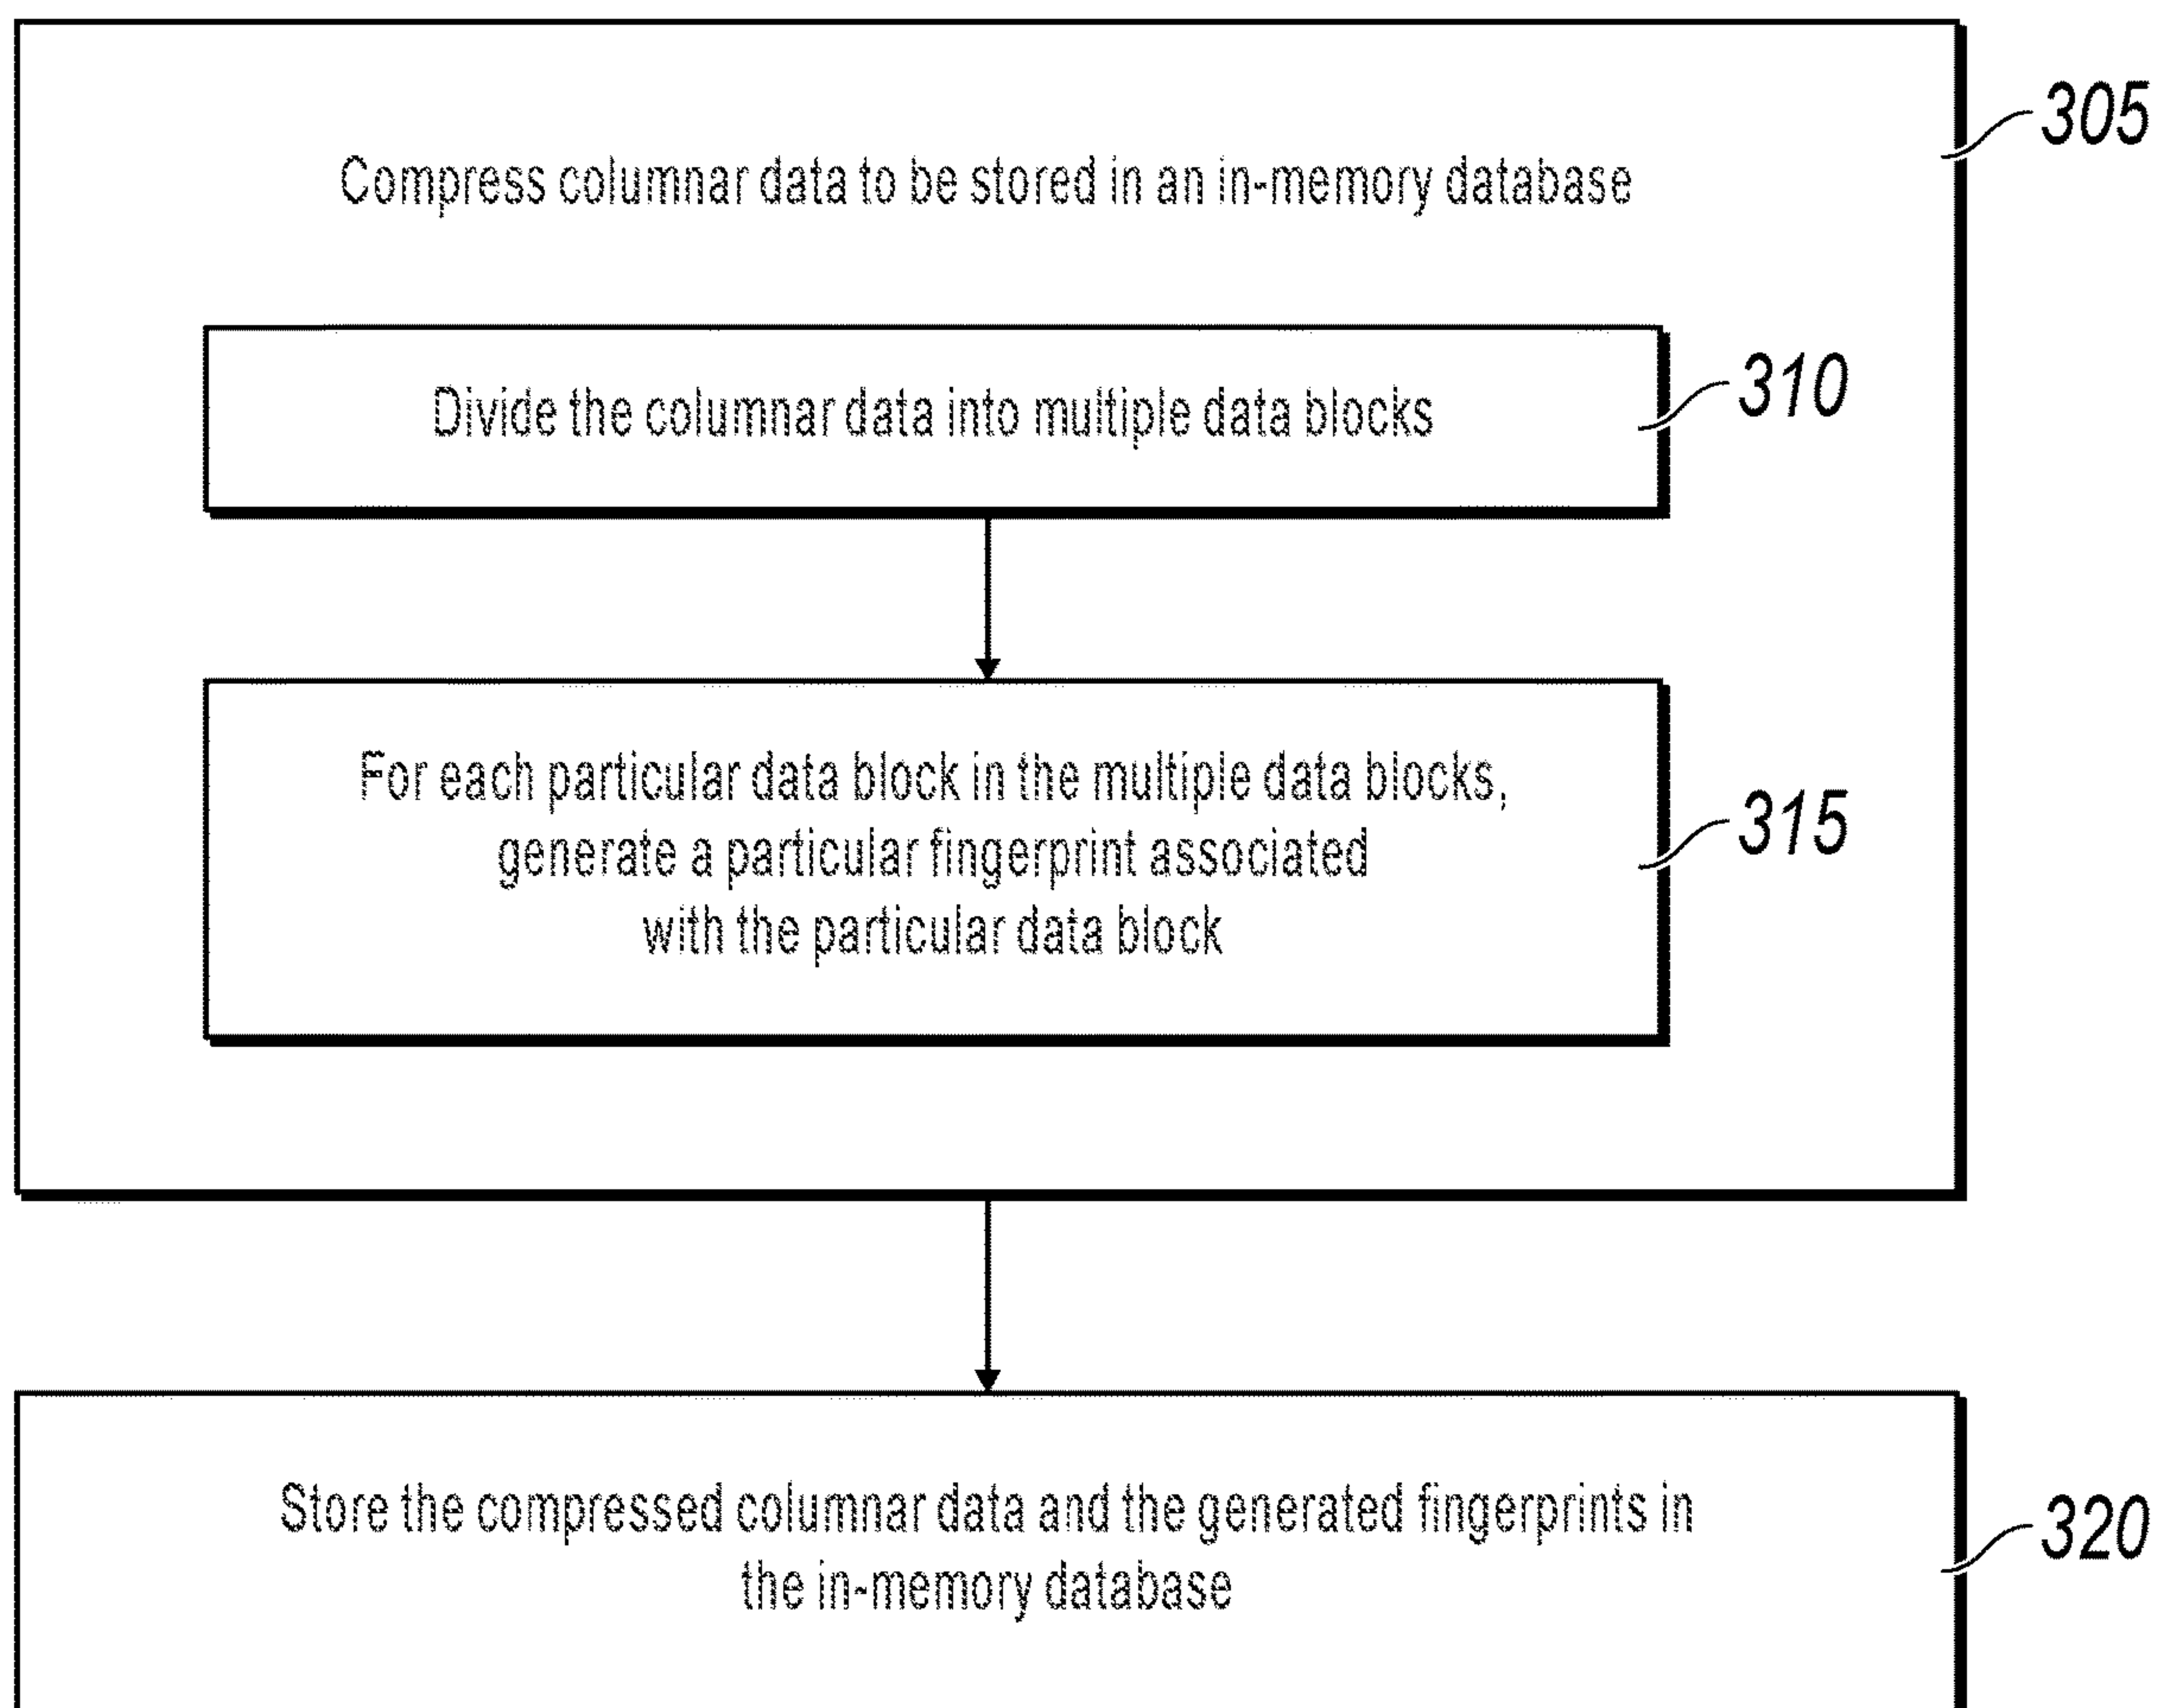 305
Compress columnar data to be stored in an in-memory database
Divide the columnar data into multiple data blocks
310
For each particular data block in the multiple data blocks,
generate a particular fingerprint associated
with the particular data block
315
Store the compressed columnar data and the generated fingerprints in
the in-memory database
320